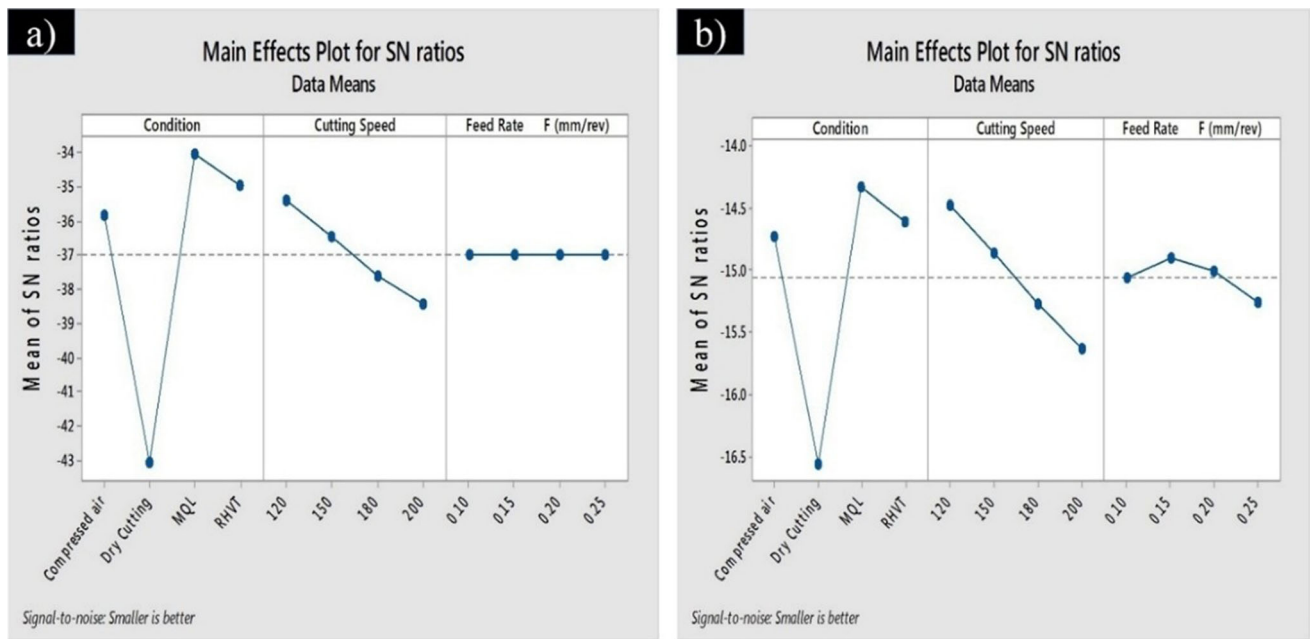 a)
Main Effects Plot for SN ratios
Data Means
Condition Cutting Speed Feed Rate F (mm/rev)
Mean of SN ratios
-34
-35
-36
-37
-38
-39
-40
-41
-42
-43
Compressed air Dry Cutting MQL RHVT 120 150 180 200 0.10 0.15 0.20 0.25
Signal-to-noise: Smaller is better
b)
Main Effects Plot for SN ratios
Data Means
Condition Cutting Speed Feed Rate F (mm/rev)
Mean of SN ratios
-14.0
-14.5
-15.0
-15.5
-16.0
-16.5
Compressed air Dry Cutting MQL RHVT 120 150 180 200 0.10 0.15 0.20 0.25
Signal-to-noise: Smaller is better